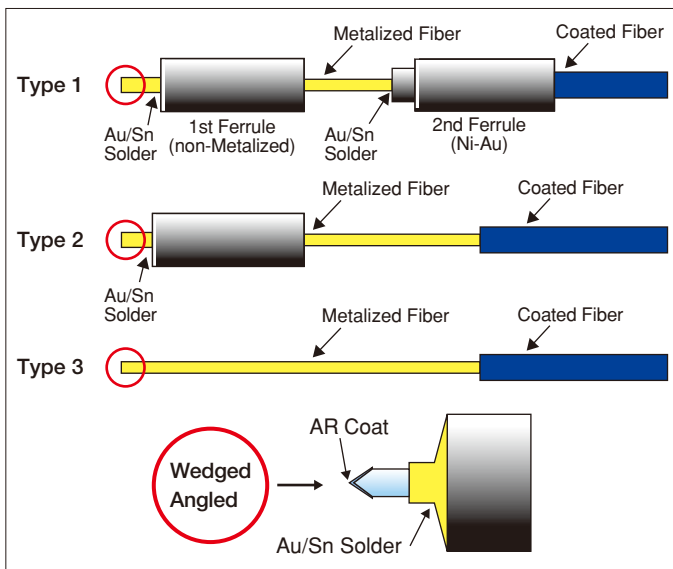 Metalized Fiber
Coated Fiber
Type 1
Au/Sn
Solder
1st Ferrule
(non-Metalized)
Au/Sn
Solder
2nd Ferrule
(Ni-Au)
Metalized Fiber
Coated Fiber
Type 2
Au/Sn
Solder
Metalized Fiber
Coated Fiber
Type 3
AR Coat
Wedged
Angled
Au/Sn Solder